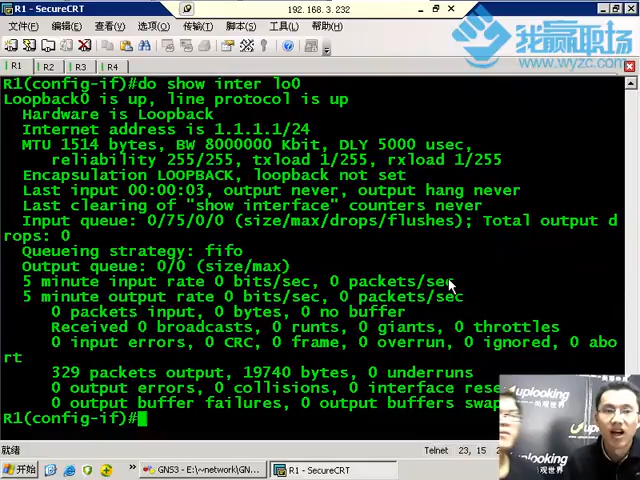 R1 - SecureCRT
192.168.3.232
文件(F) 编辑(E) 查看(V) 选项(O) 传输(T) 脚本(S) 工具(L) 帮助(H)
我赢职场
www.wyzc.com
R1 R2 R3 R4
R1(config-if)#do show inter lo0
Loopback0 is up, line protocol is up
Hardware is Loopback
Internet address is 1.1.1.1/24
MTU 1514 bytes, BW 8000000 Kbit, DLY 5000 usec,
reliability 255/255, txload 1/255, rxload 1/255
Encapsulation LOOPBACK, loopback not set
Last input 00:00:03, output never, output hang never
Last clearing of "show interface" counters never
Input queue: 0/75/0/0 (size/max/drops/flushes); Total output d
rops: 0
Queueing strategy: fifo
Output queue: 0/0 (size/max)
5 minute input rate 0 bits/sec, 0 packets/sec
5 minute output rate 0 bits/sec, 0 packets/sec
0 packets input, 0 bytes, 0 no buffer
Received 0 broadcasts, 0 runts, 0 giants, 0 throttles
0 input errors, 0 CRC, 0 frame, 0 overrun, 0 ignored, 0 abo
rt
329 packets output, 19740 bytes, 0 underruns
0 output errors, 0 collisions, 0 interface rese
0 output buffer failures, 0 output buffers swap
R1(config-if)#
uplooking
尚观世界
就绪 Telnet 23, 15
开始 GNS3 - E:\~network\GN... R1 - SecureCRT